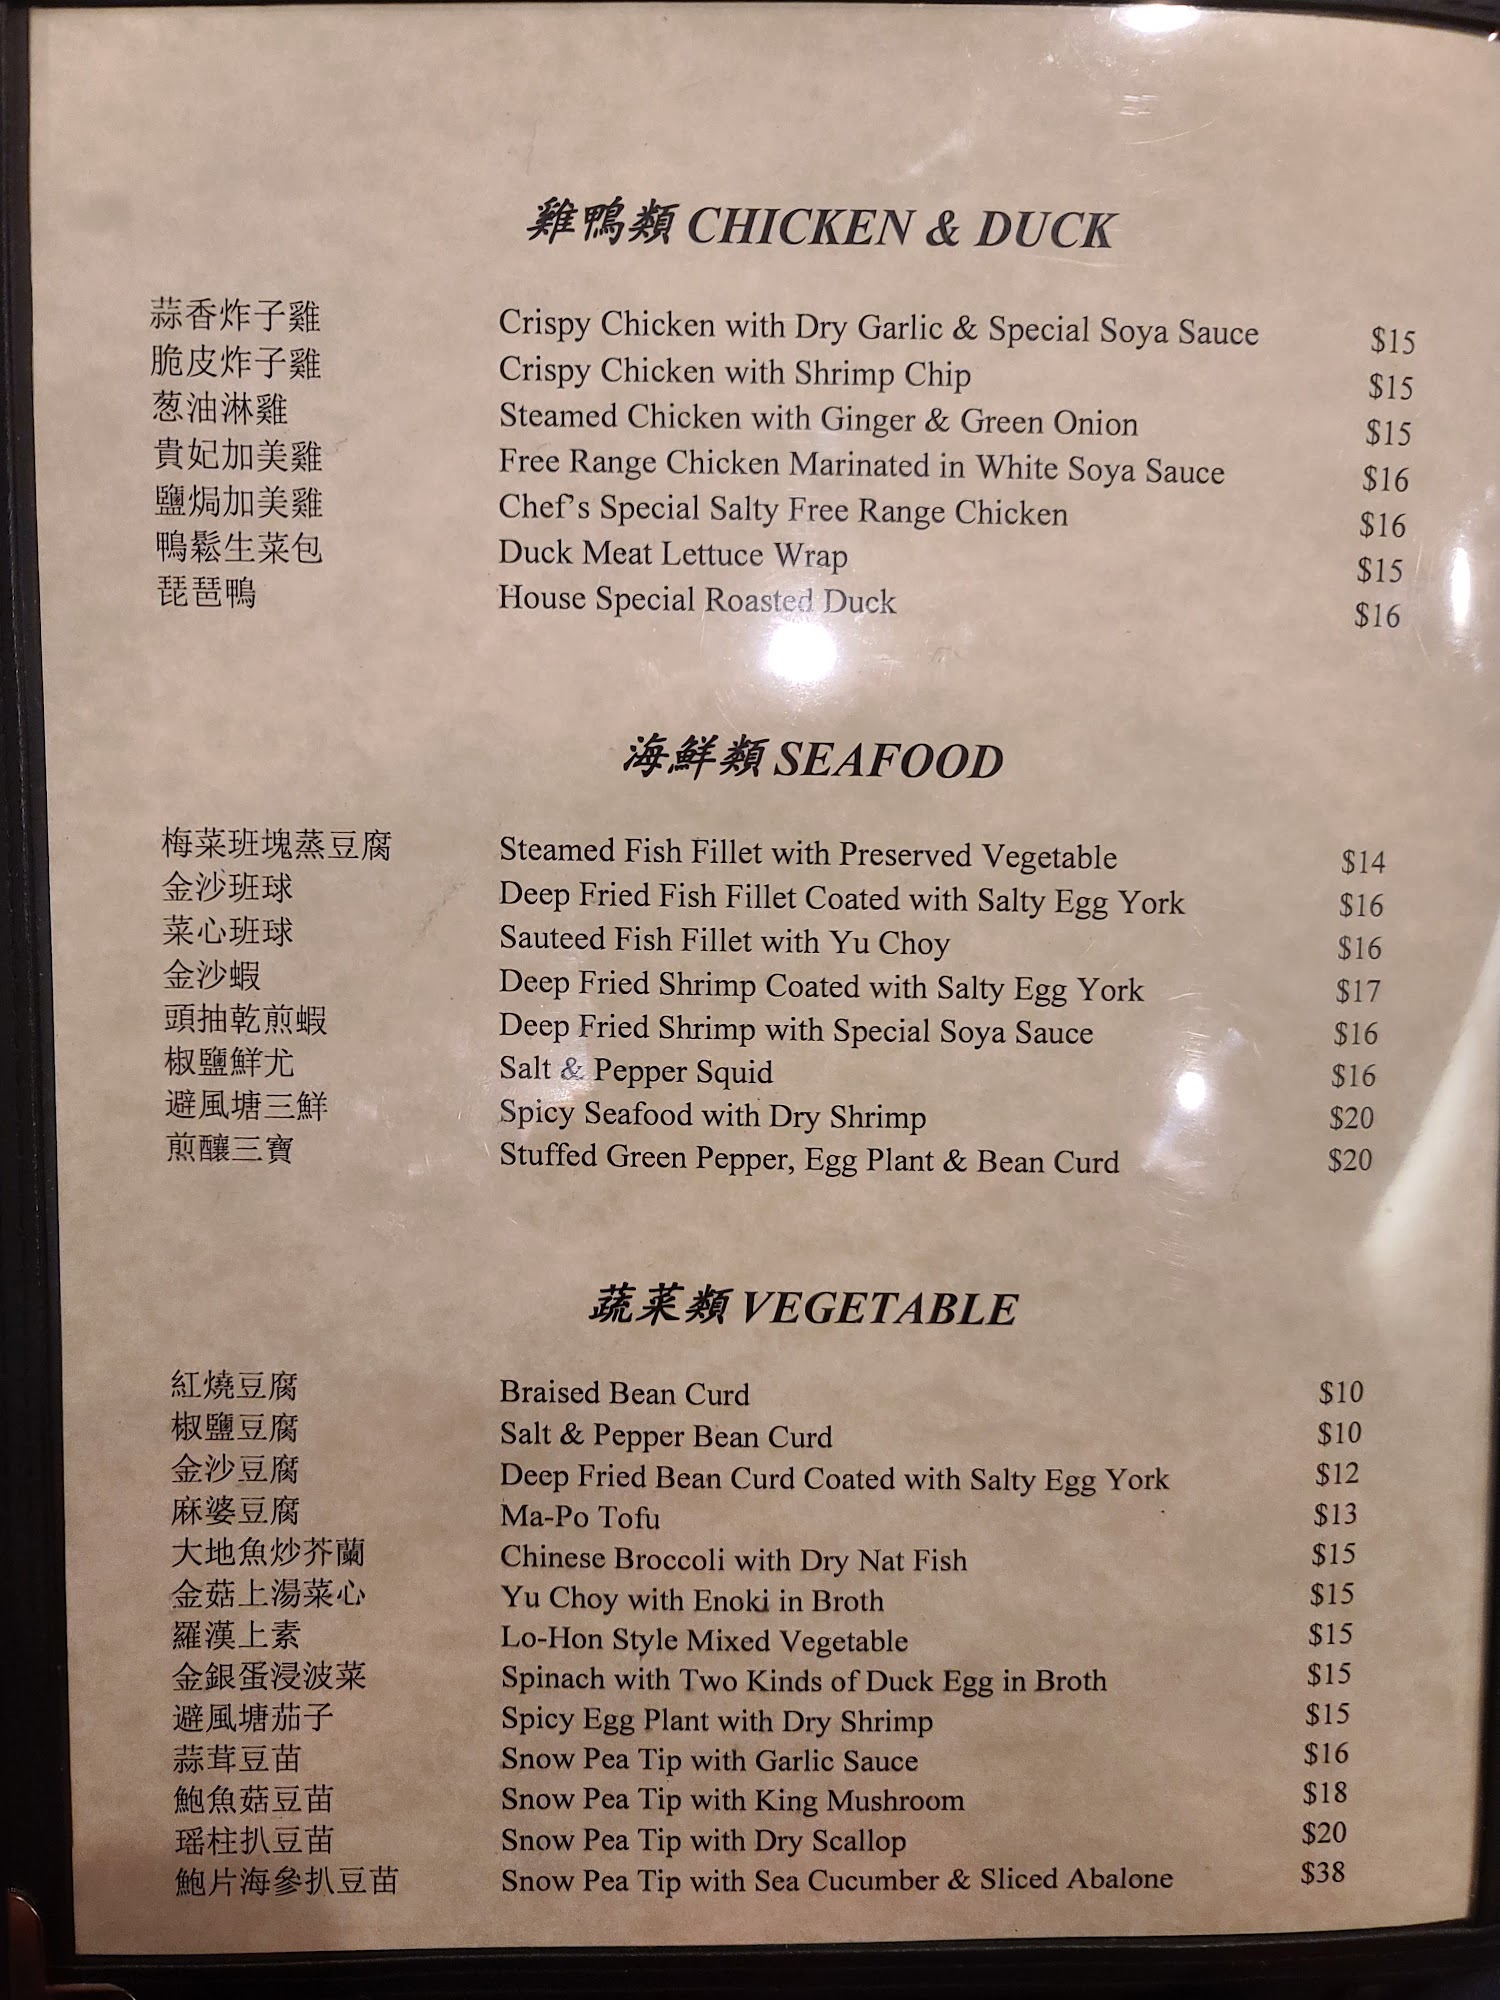 雞鴨類 CHICKEN & DUCK
蒜香炸子雞 Crispy Chicken with Dry Garlic & Special Soya Sauce $15
脆皮炸子雞 Crispy Chicken with Shrimp Chip $15
葱油淋雞 Steamed Chicken with Ginger & Green Onion $15
貴妃加美雞 Free Range Chicken Marinated in White Soya Sauce $16
鹽焗加美雞 Chef's Special Salty Free Range Chicken $16
鴨鬆生菜包 Duck Meat Lettuce Wrap $15
琵琶鴨 House Special Roasted Duck $16
海鮮類 SEAFOOD
梅菜班塊蒸豆腐 Steamed Fish Fillet with Preserved Vegetable $14
金沙班球 Deep Fried Fish Fillet Coated with Salty Egg York $16
菜心班球 Sauteed Fish Fillet with Yu Choy $16
金沙蝦 Deep Fried Shrimp Coated with Salty Egg York $17
頭抽乾煎蝦 Deep Fried Shrimp with Special Soya Sauce $16
椒鹽鮮尤 Salt & Pepper Squid $16
避風塘三鮮 Spicy Seafood with Dry Shrimp $20
煎釀三寶 Stuffed Green Pepper, Egg Plant & Bean Curd $20
蔬菜類 VEGETABLE
紅燒豆腐 Braised Bean Curd $10
椒鹽豆腐 Salt & Pepper Bean Curd $10
金沙豆腐 Deep Fried Bean Curd Coated with Salty Egg York $12
麻婆豆腐 Ma-Po Tofu $13
大地魚炒芥蘭 Chinese Broccoli with Dry Nat Fish $15
金菇上湯菜心 Yu Choy with Enoki in Broth $15
羅漢上素 Lo-Hon Style Mixed Vegetable $15
金銀蛋浸波菜 Spinach with Two Kinds of Duck Egg in Broth $15
避風塘茄子 Spicy Egg Plant with Dry Shrimp $15
蒜茸豆苗 Snow Pea Tip with Garlic Sauce $16
鮑魚菇豆苗 Snow Pea Tip with King Mushroom $18
瑤柱扒豆苗 Snow Pea Tip with Dry Scallop $20
鮑片海參扒豆苗 Snow Pea Tip with Sea Cucumber & Sliced Abalone $38